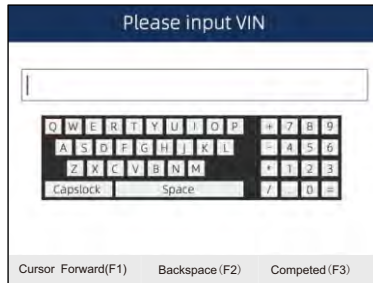 Please input VIN
Q W E R T Y U I O P + 7 8 9
A S D F G H J K L - 4 5 6
Z X C V B N M * 1 2 3
Capslock Space / . 0 =
Cursor Forward(F1) Backspace(F2) Competed(F3)